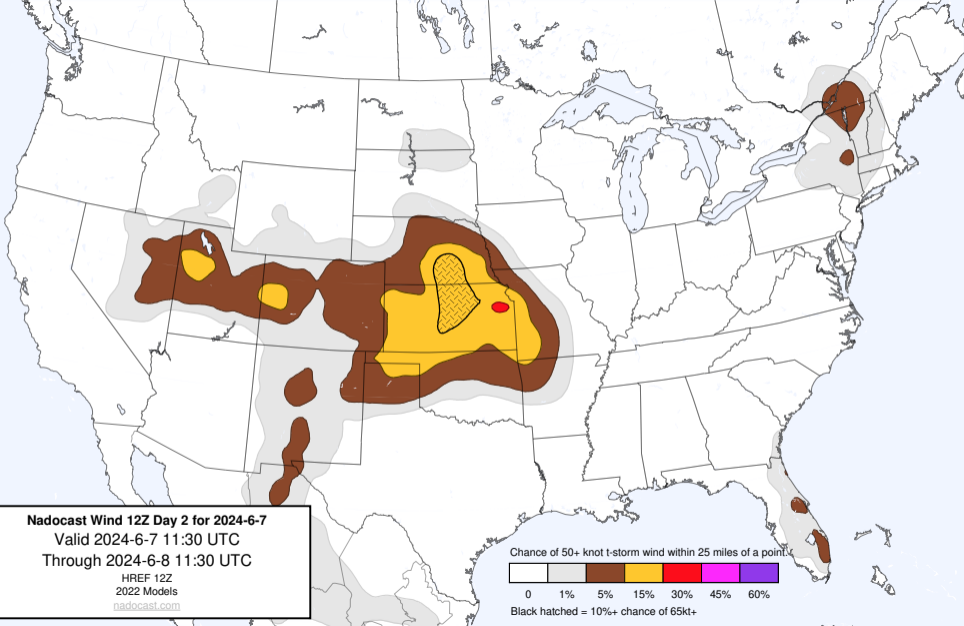 Nadocast Wind 12Z Day 2 for 2024-6-7
Valid 2024-6-7 11:30 UTC
Through 2024-6-8 11:30 UTC
HREF 12Z
2022 Models
nadocast.com
Chance of 50+ knot t-storm wind within 25 miles of a point.
0 1% 5% 15% 30% 45% 60%
Black hatched = 10%+ chance of 65kt+